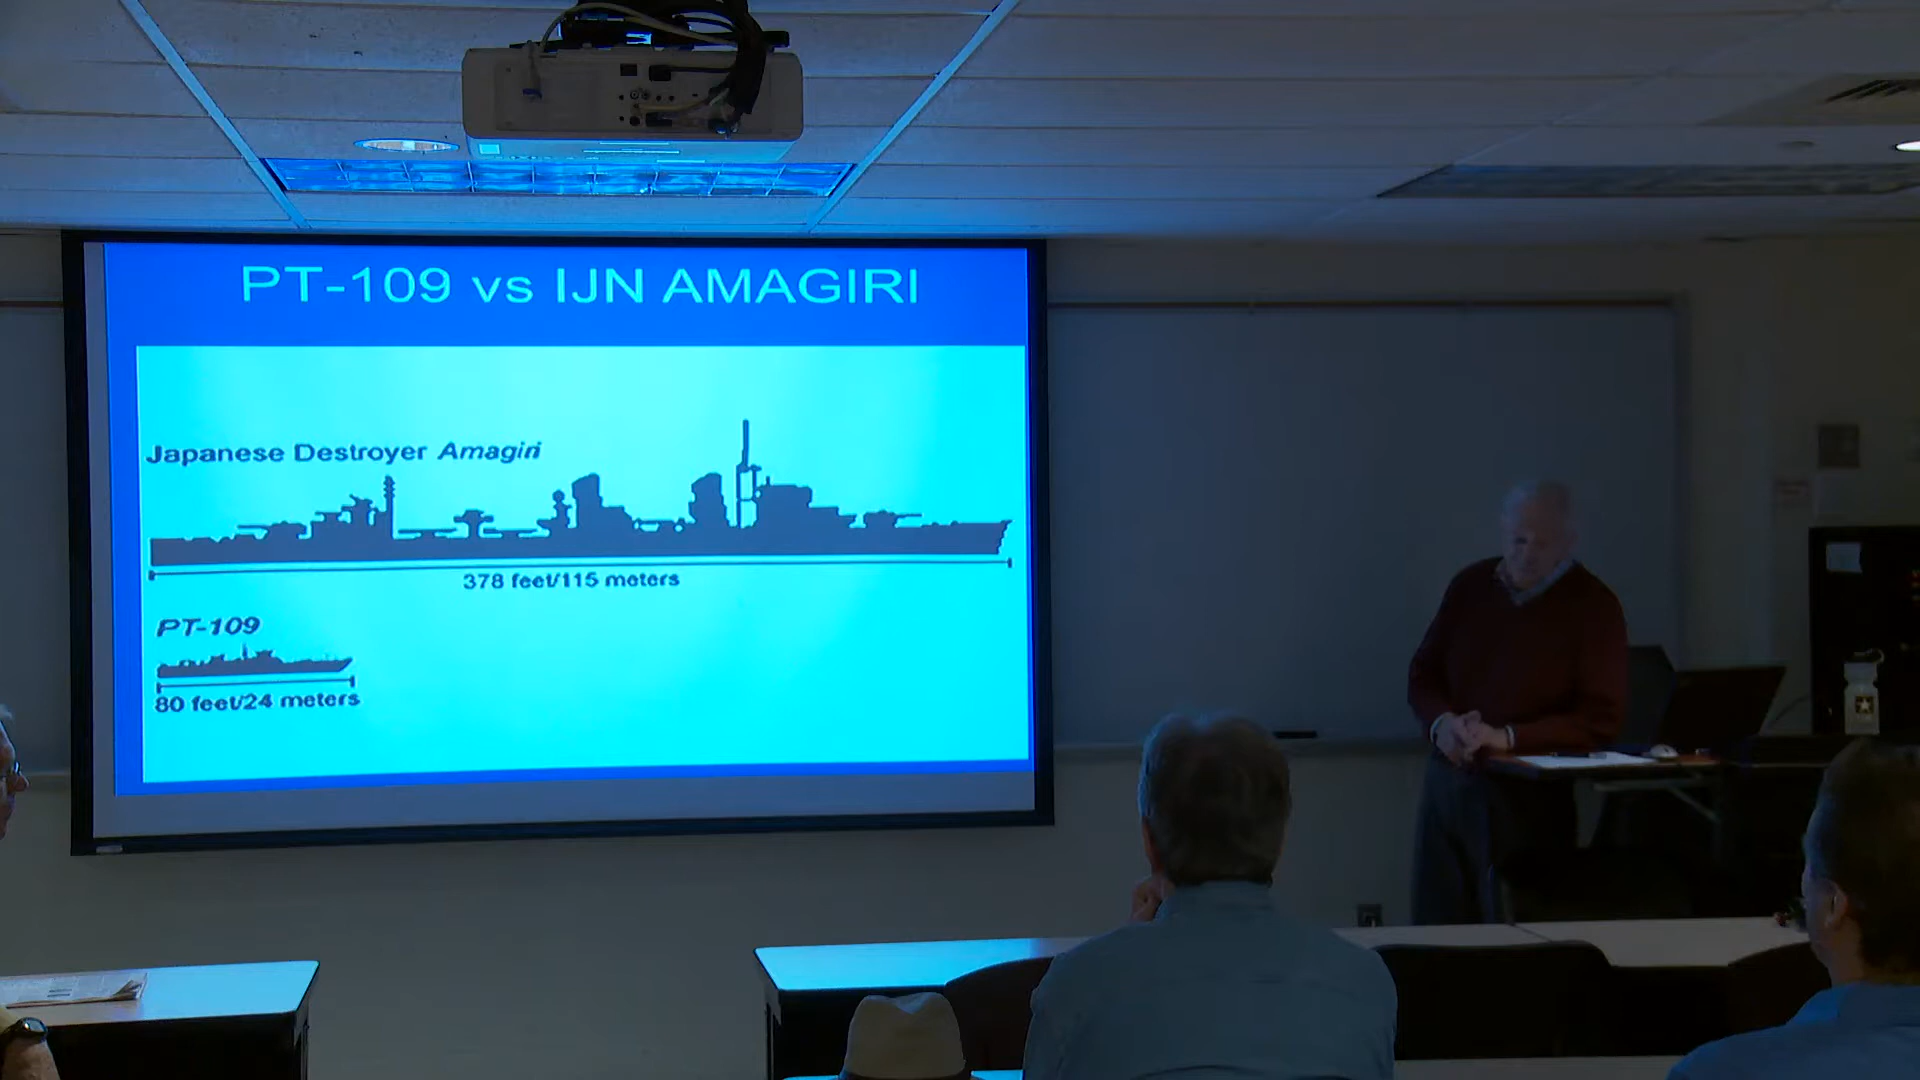 PT-109 vs IJN AMAGIRI
Japanese Destroyer Amagiri
378 feet/115 meters
PT-109
80 feet/24 meters